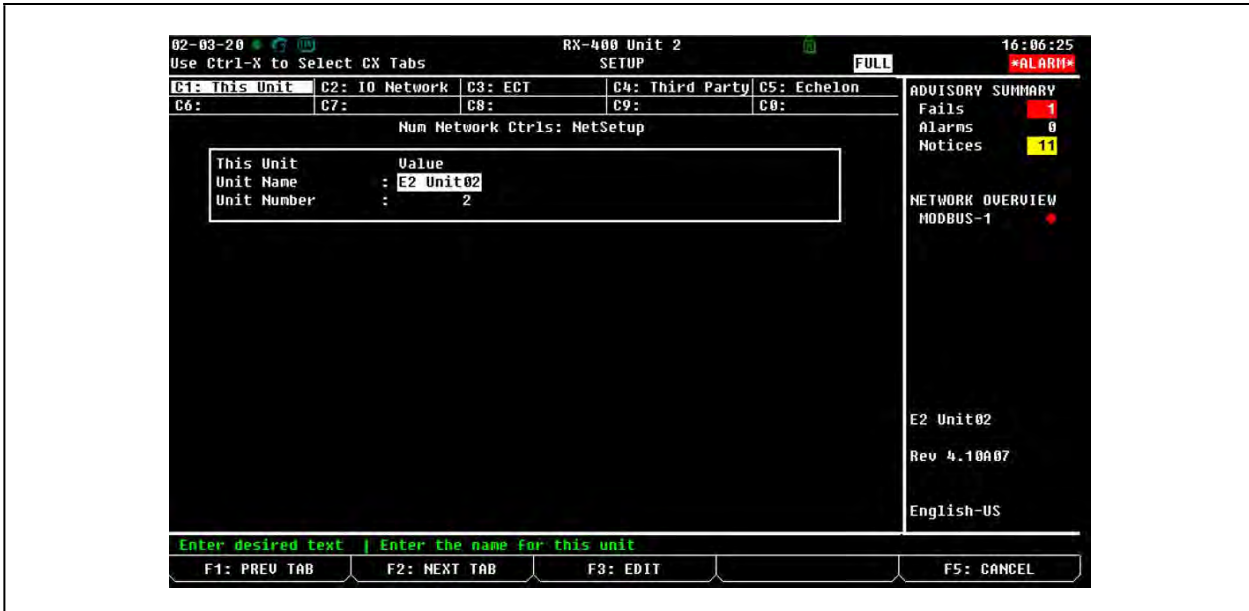 02-03-20 RX-400 Unit 2 16:06:25
Use Ctrl-X to Select CX Tabs SETUP FULL *ALARM*
C1: This Unit C2: IO Network C3: ECT C4: Third Party C5: Echelon
C6: C7: C8: C9: C0:
Num Network Ctrls: NetSetup
This Unit Value
Unit Name : E2 Unit02
Unit Number : 2
ADVISORY SUMMARY
Fails 1
Alarms 0
Notices 11
NETWORK OVERVIEW
MODBUS-1
E2 Unit02
Rev 4.10A07
English-US
Enter desired text | Enter the name for this unit
F1: PREV TAB F2: NEXT TAB F3: EDIT F5: CANCEL